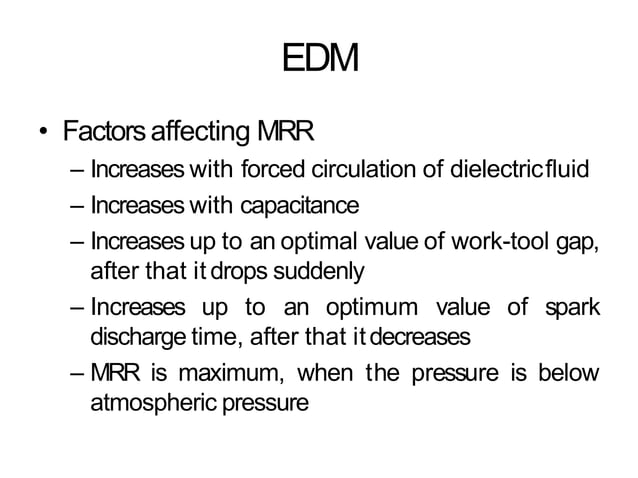 EDM
• Factors affecting MRR
– Increases with forced circulation of dielectric fluid
– Increases with capacitance
– Increases up to an optimal value of work-tool gap,
after that it drops suddenly
– Increases up to an optimum value of spark
discharge time, after that it decreases
– MRR is maximum, when the pressure is below
atmospheric pressure